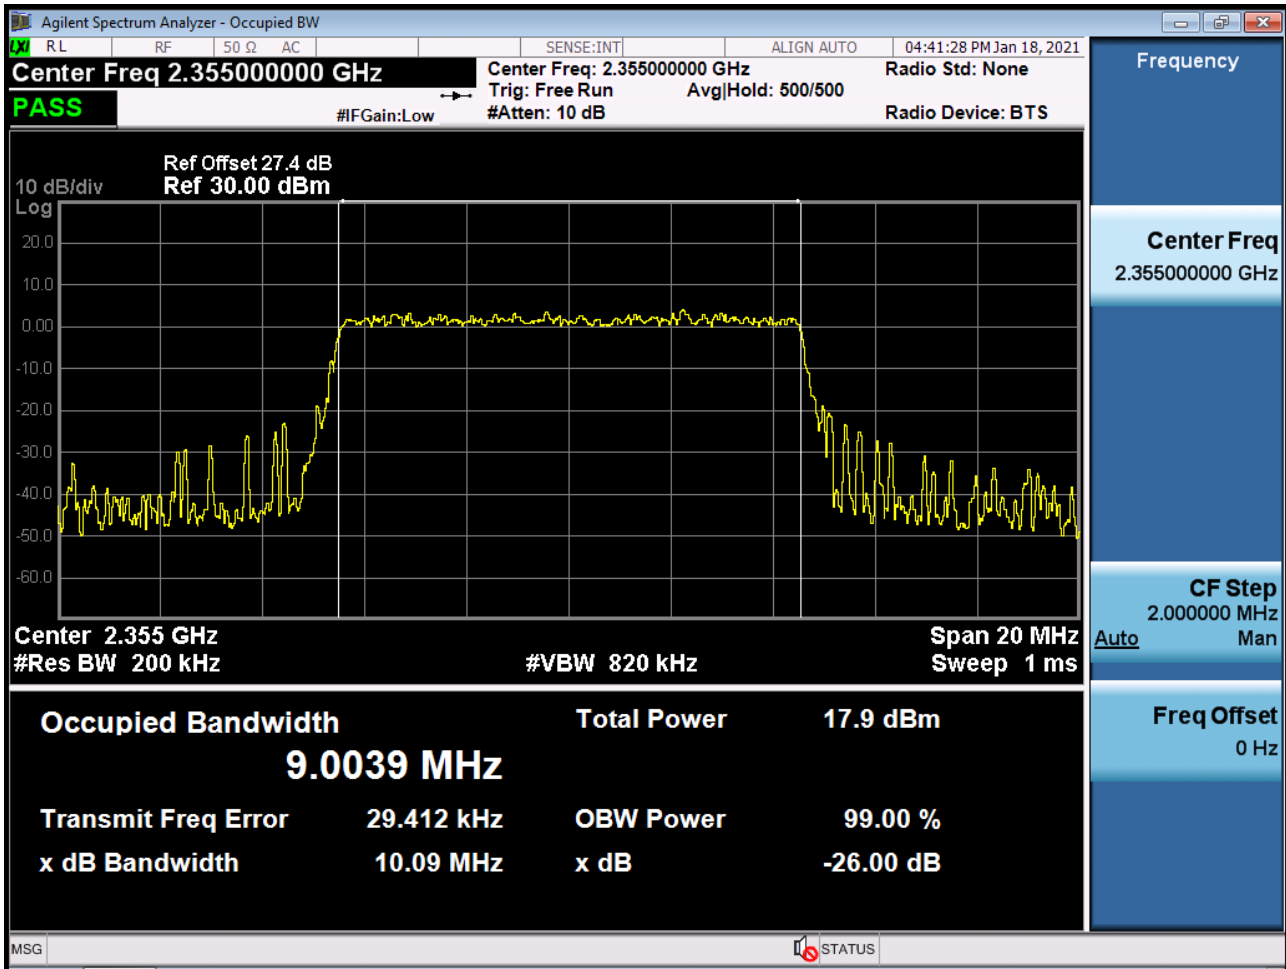 Agilent Spectrum Analyzer - Occupied BW
LXI RL RF 50 Ω AC SENSE:INT ALIGN AUTO 04:41:28 PM Jan 18, 2021
Center Freq 2.355000000 GHz
PASS
#IFGain:Low
Center Freq: 2.355000000 GHz
Trig: Free Run Avg|Hold: 500/500
#Atten: 10 dB
Radio Std: None
Radio Device: BTS
Ref Offset 27.4 dB
10 dB/div Ref 30.00 dBm
Log
20.0
10.0
0.00
-10.0
-20.0
-30.0
-40.0
-50.0
-60.0
Center 2.355 GHz Span 20 MHz
#Res BW 200 kHz #VBW 820 kHz Sweep 1 ms
Occupied Bandwidth Total Power 17.9 dBm
9.0039 MHz
Transmit Freq Error 29.412 kHz OBW Power 99.00 %
x dB Bandwidth 10.09 MHz x dB -26.00 dB
Frequency
Center Freq
2.355000000 GHz
CF Step
2.000000 MHz
Auto Man
Freq Offset
0 Hz
MSG STATUS